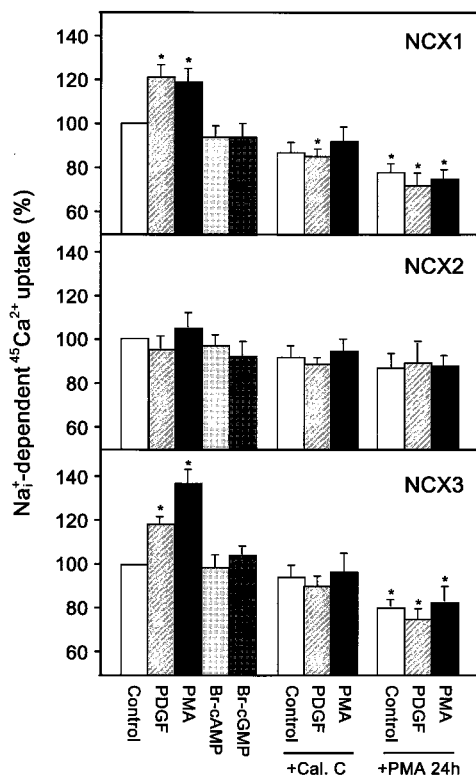 Na⁺i-dependent ⁴⁵Ca²⁺ uptake (%)
NCX1
140
120
100
80
60
* *
*
* * *
NCX2
140
120
100
80
60
NCX3
140
120
100
80
60
* *
* * *
Control PDGF PMA Br-cAMP Br-cGMP Control PDGF PMA Control PDGF PMA
+Cal. C +PMA 24h